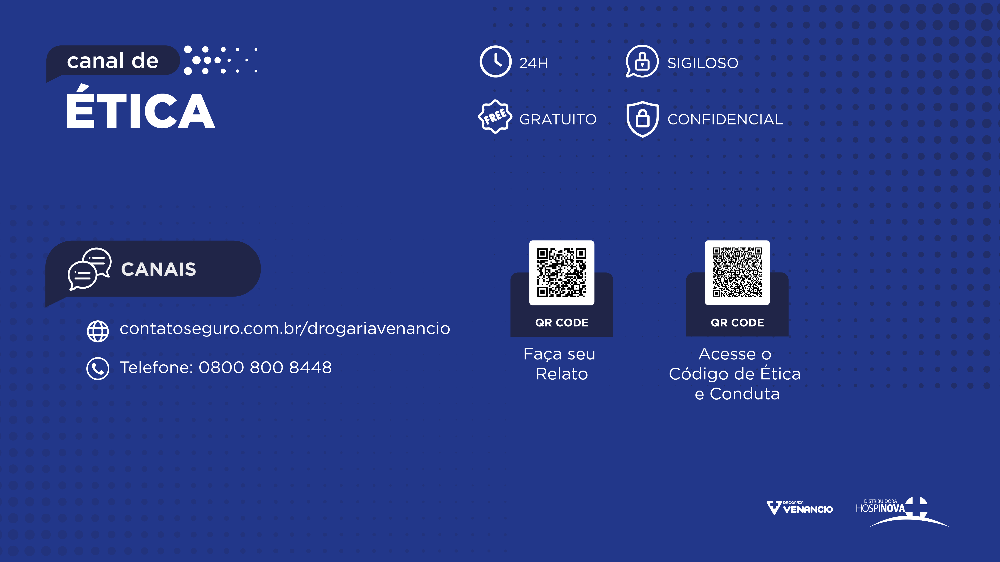 canal de
ÉTICA
24H
SIGILOSO
FREE
GRATUITO
CONFIDENCIAL
CANAIS
contatoseguro.com.br/drogariavenancio
Telefone: 0800 800 8448
QR CODE
Faça seu
Relato
QR CODE
Acesse o
Código de Ética
e Conduta
DROGARIA
VENANCIO
DISTRIBUIDORA
HOSPINOVA